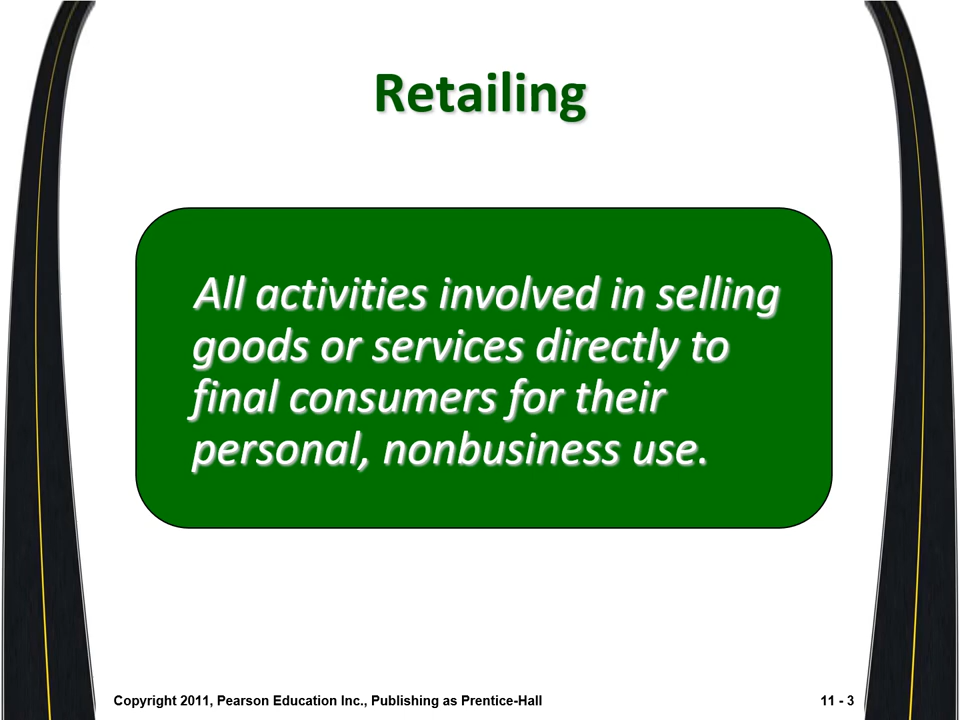 Retailing
All activities involved in selling
goods or services directly to
final consumers for their
personal, nonbusiness use.
Copyright 2011, Pearson Education Inc., Publishing as Prentice-Hall
11 - 3